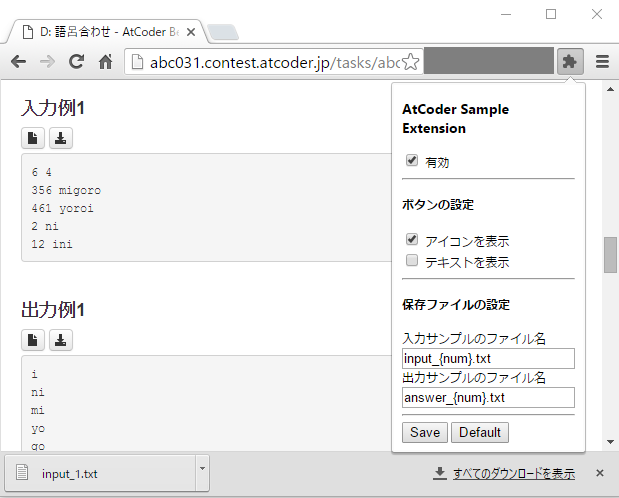 D: 語呂合わせ - AtCoder Be
abc031.contest.atcoder.jp/tasks/abc
入力例1
6 4
356 migoro
461 yoroi
2 ni
12 ini
出力例1
i
ni
mi
yo
go
AtCoder Sample
Extension
有効
ボタンの設定
アイコンを表示
テキストを表示
保存ファイルの設定
入力サンプルのファイル名
input_{num}.txt
出力サンプルのファイル名
answer_{num}.txt
Save Default
input_1.txt
すべてのダウンロードを表示